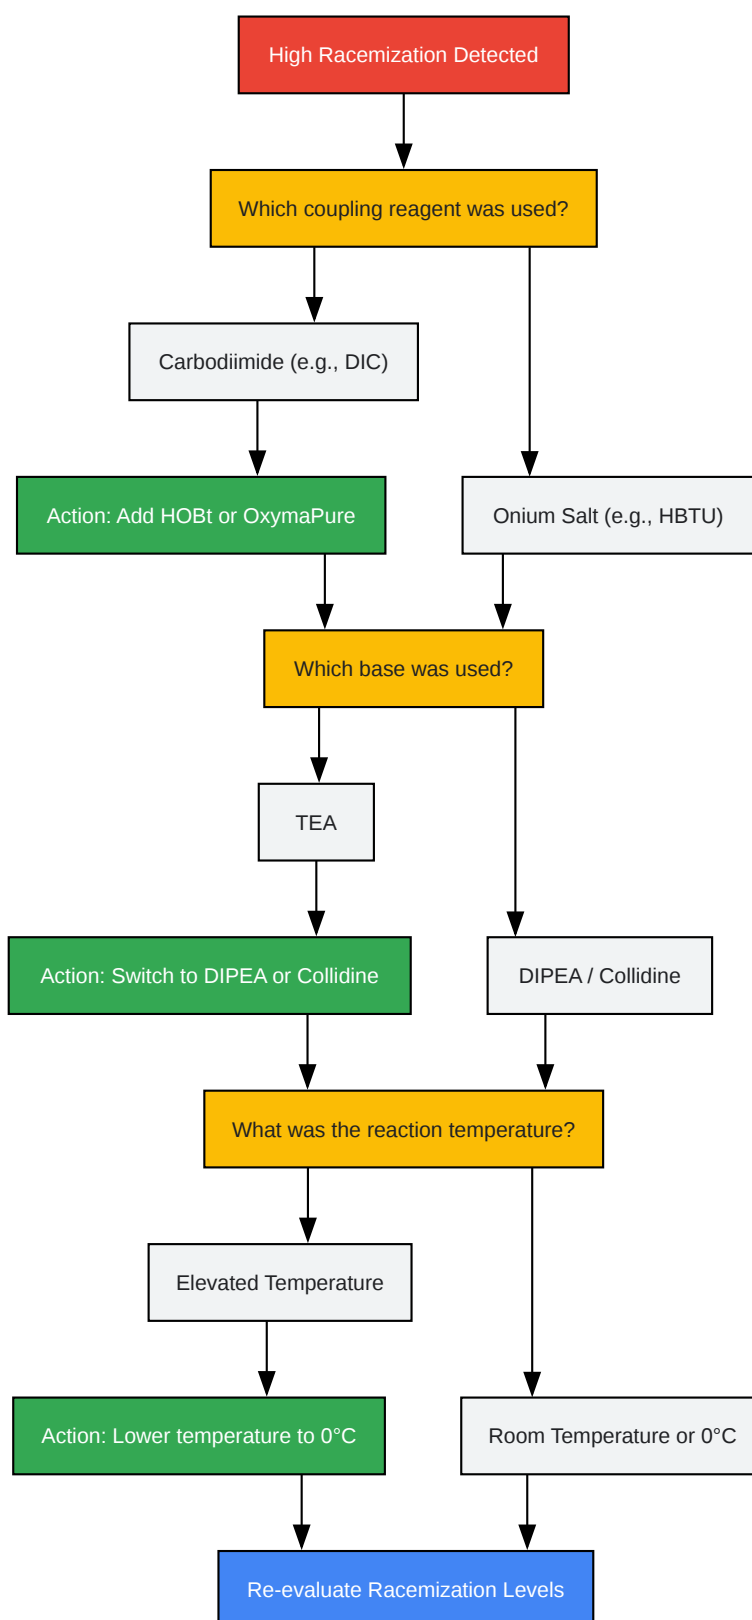 High Racemization Detected
Which coupling reagent was used?
Carbodiimide (e.g., DIC)
Action: Add HOBt or OxymaPure
Onium Salt (e.g., HBTU)
Which base was used?
TEA
Action: Switch to DIPEA or Collidine
DIPEA / Collidine
What was the reaction temperature?
Elevated Temperature
Action: Lower temperature to 0°C
Room Temperature or 0°C
Re-evaluate Racemization Levels